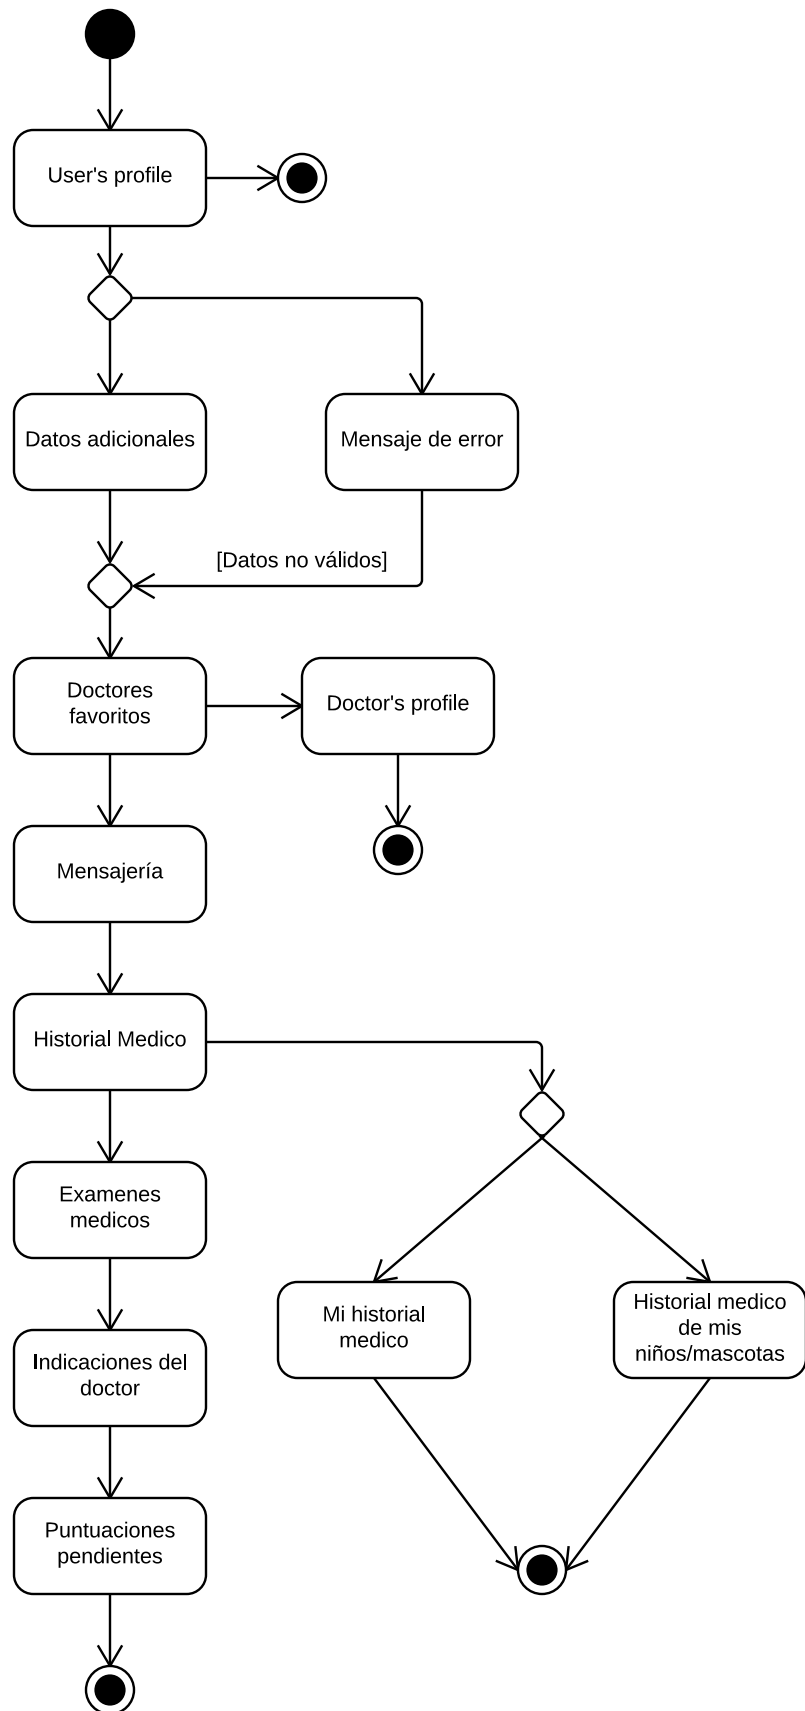 User's profile
Datos adicionales
Mensaje de error
[Datos no válidos]
Doctores
favoritos
Doctor's profile
Mensajería
Historial Medico
Examenes
medicos
Mi historial
medico
Historial medico
de mis
niños/mascotas
Indicaciones del
doctor
Puntuaciones
pendientes